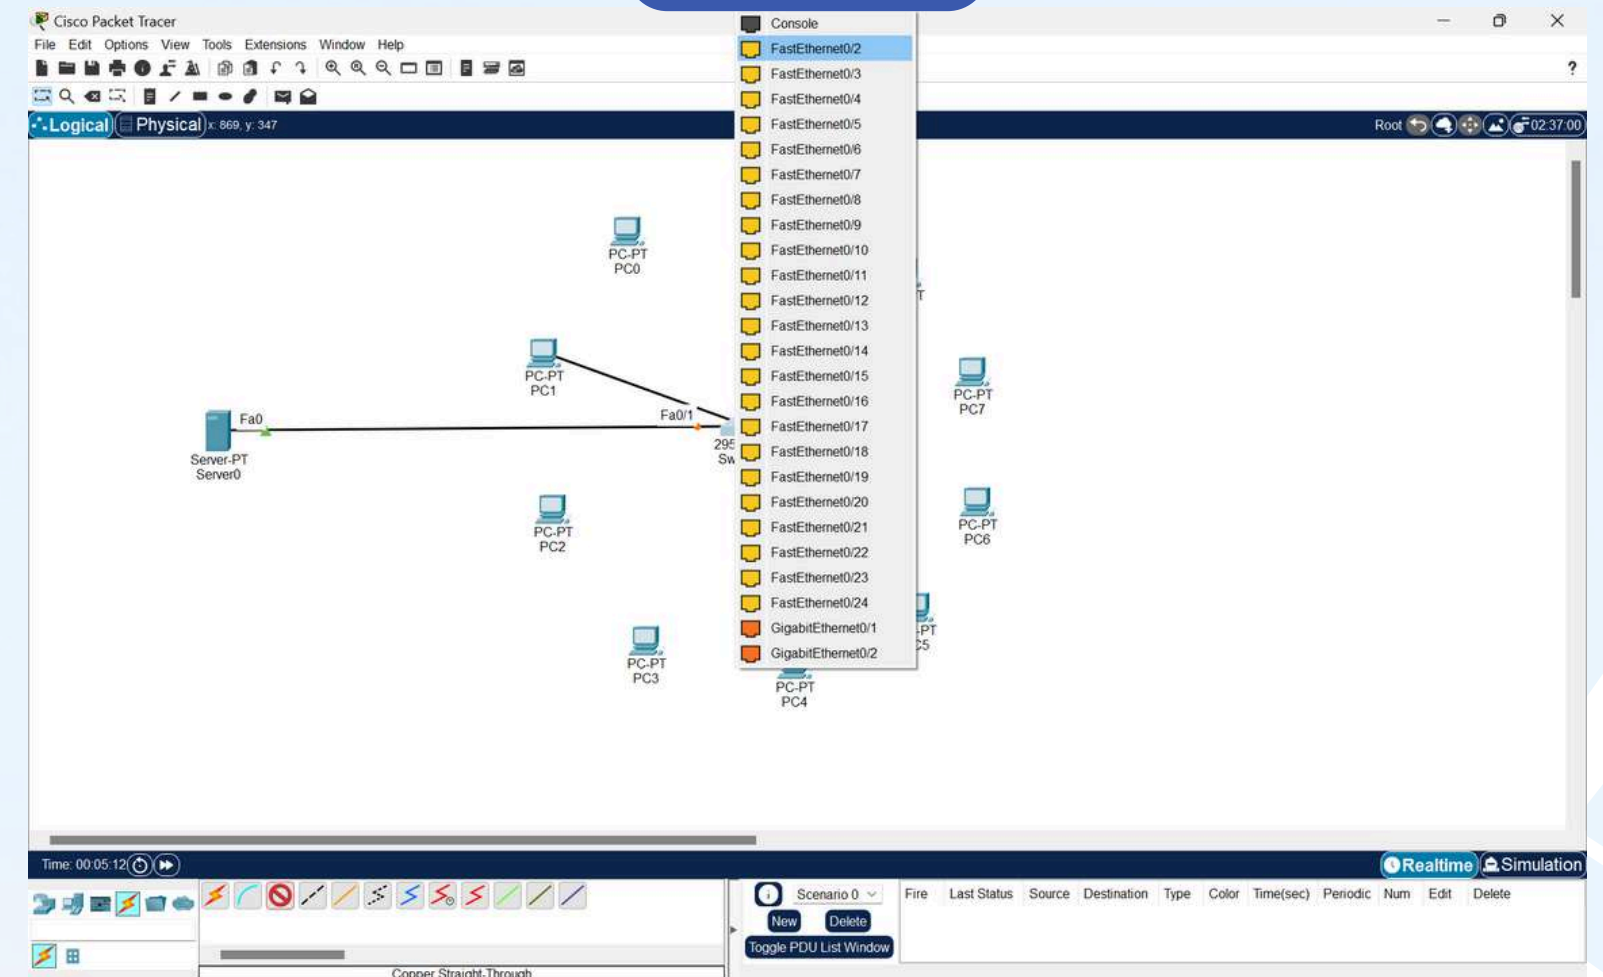 Cisco Packet Tracer
File Edit Options View Tools Extensions Window Help
?
Logical Physical x: 869, y: 347
Root 02:37:00
Console
FastEthernet0/2
FastEthernet0/3
FastEthernet0/4
FastEthernet0/5
FastEthernet0/6
FastEthernet0/7
FastEthernet0/8
FastEthernet0/9
FastEthernet0/10
FastEthernet0/11
FastEthernet0/12
FastEthernet0/13
FastEthernet0/14
FastEthernet0/15
FastEthernet0/16
FastEthernet0/17
FastEthernet0/18
FastEthernet0/19
FastEthernet0/20
FastEthernet0/21
FastEthernet0/22
FastEthernet0/23
FastEthernet0/24
GigabitEthernet0/1
GigabitEthernet0/2
PC-PT
PC0
T
PC-PT
PC1
PC-PT
PC7
Fa0
Fa0/1
295
Sw
Server-PT
Server0
PC-PT
PC2
PC-PT
PC6
-PT
C5
PC-PT
PC3
PC-PT
PC4
Time: 00:05:12
Realtime Simulation
Scenario 0
New Delete
Toggle PDU List Window
Fire Last Status Source Destination Type Color Time(sec) Periodic Num Edit Delete
Copper Straight-Through